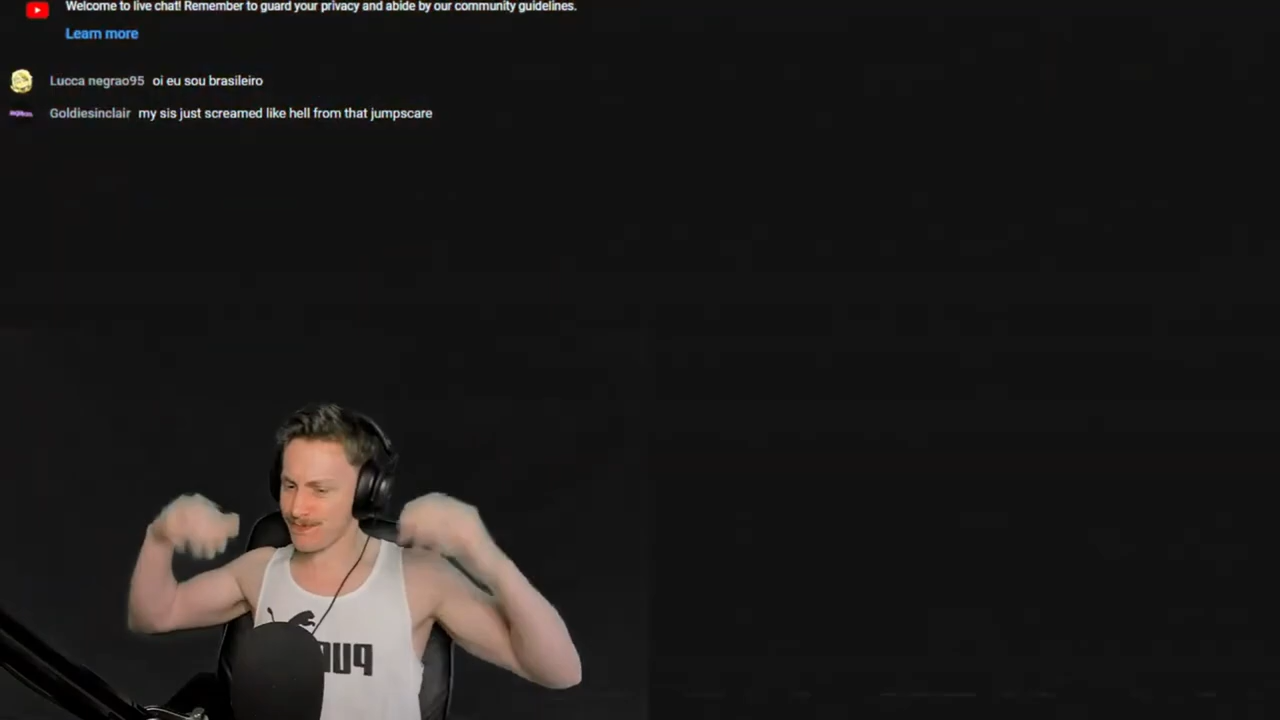 Welcome to live chat! Remember to guard your privacy and abide by our community guidelines.
Learn more
Lucca negrao95 oi eu sou brasileiro
Goldiesinclair my sis just screamed like hell from that jumpscare